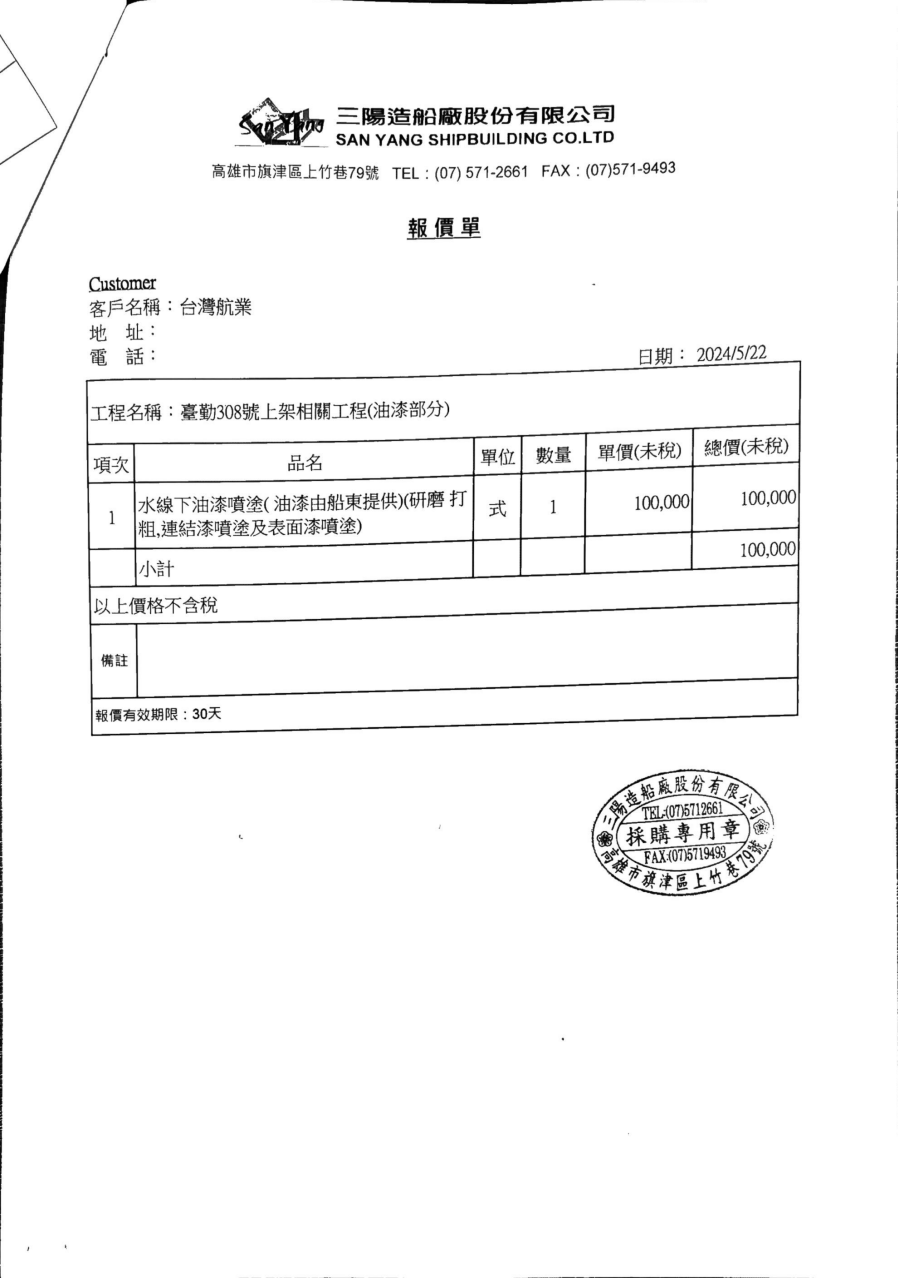 San Yang
三陽造船廠股份有限公司
SAN YANG SHIPBUILDING CO.LTD
高雄市旗津區上竹巷79號 TEL：(07) 571-2661 FAX：(07)571-9493
報價單
Customer
客戶名稱：台灣航業
地 址：
電 話：
日期： 2024/5/22
工程名稱：臺勤308號上架相關工程(油漆部分)
項次 品名 單位 數量 單價(未稅) 總價(未稅)
1 水線下油漆噴塗( 油漆由船東提供)(研磨 打 式 1 100,000 100,000
粗,連結漆噴塗及表面漆噴塗)
小計 100,000
以上價格不含稅
備註
報價有效期限：30天
三陽造船廠股份有限公司
TEL:(07)5712661
採購專用章
FAX:(07)5719493
高雄市旗津區上竹巷79號